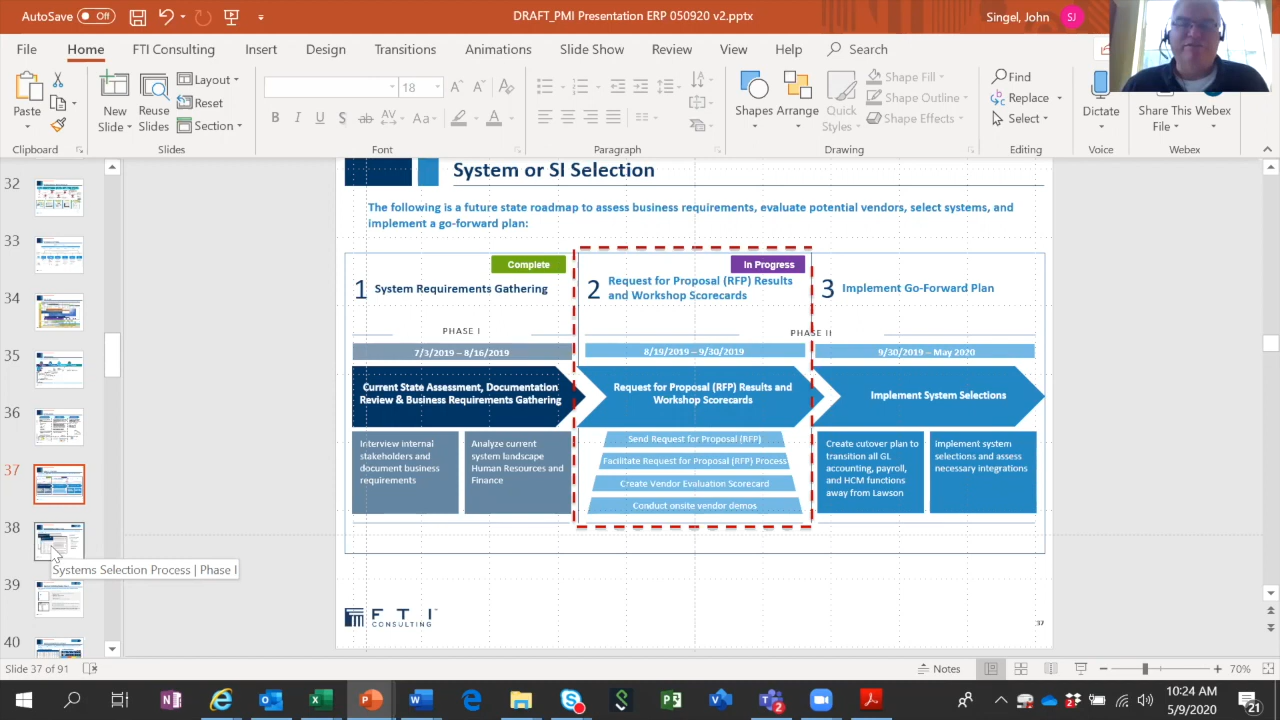 AutoSave Off
DRAFT_PMI Presentation ERP 050920 v2.pptx
Singel, John SJ
File Home FTI Consulting Insert Design Transitions Animations Slide Show Review View Help Search
Paste
New Slide
Reuse Slides
Layout
Reset
Section
18
B I U S ab AV Aa
A
Shapes
Arrange
Quick Styles
Shape Fill
Shape Outline
Shape Effects
Find
Replace
Select
Dictate
Share This File
Webex
Clipboard Slides Font Paragraph Drawing Editing Voice Webex
32
33
35
36
37
38
39
40
Systems Selection Process | Phase I
System or SI Selection
The following is a future state roadmap to assess business requirements, evaluate potential vendors, select systems, and
implement a go-forward plan:
Complete
1 System Requirements Gathering
In Progress
2 Request for Proposal (RFP) Results
and Workshop Scorecards
3 Implement Go-Forward Plan
PHASE I
PHASE II
7/3/2019 – 8/16/2019
8/19/2019 – 9/30/2019
9/30/2019 – May 2020
Current State Assessment, Documentation
Review & Business Requirements Gathering
Request for Proposal (RFP) Results and
Workshop Scorecards
Implement System Selections
Interview internal
stakeholders and
document business
requirements
Analyze current
system landscape
Human Resources and
Finance
Send Request for Proposal (RFP)
Facilitate Request for Proposal (RFP) Process
Create Vendor Evaluation Scorecard
Conduct onsite vendor demos
Create cutover plan to
transition all GL
accounting, payroll,
and HCM functions
away from Lawson
Implement system
selections and assess
necessary integrations
F T I
CONSULTING
37
Slide 37 of 91
Notes
70%
10:24 AM
5/9/2020
21
2